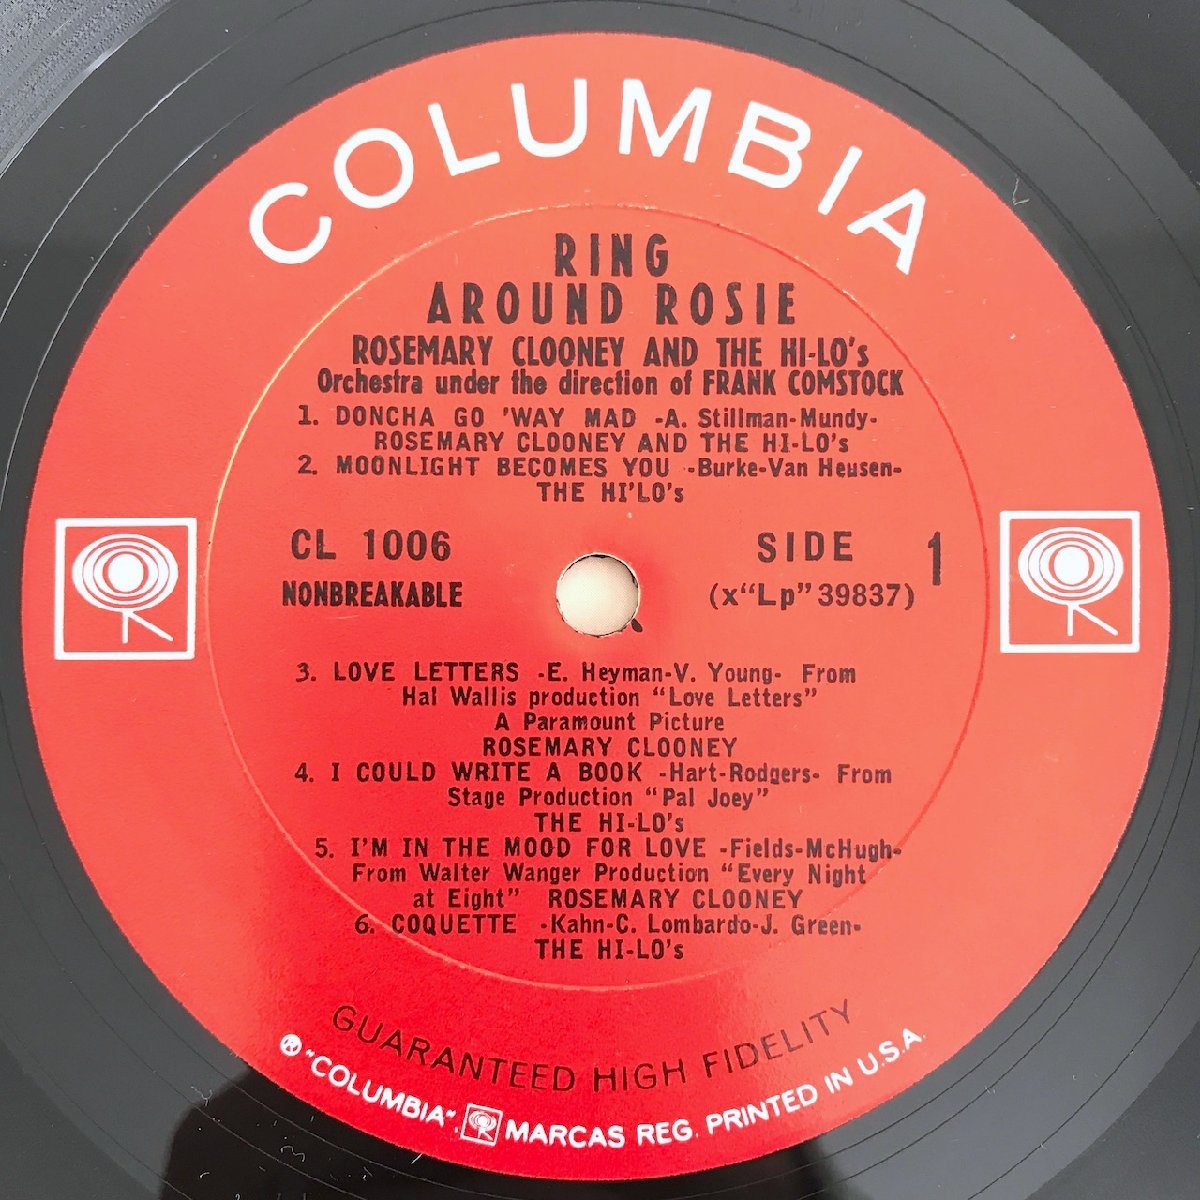 COLUMBIA
RING
AROUND ROSIE
ROSEMARY CLOONEY AND THE HI-LO's
Orchestra under the direction of FRANK COMSTOCK
1. DONCHA GO 'WAY MAD -A. Stillman-Mundy-
ROSEMARY CLOONEY AND THE HI-LO's
2. MOONLIGHT BECOMES YOU -Burke-Van Heusen-
THE HI'LO's
CL 1006 SIDE 1
NONBREAKABLE (x“Lp”39837)
3. LOVE LETTERS -E. Heyman-V. Young- From
Hal Wallis production “Love Letters”
A Paramount Picture
ROSEMARY CLOONEY
4. I COULD WRITE A BOOK -Hart-Rodgers- From
Stage Production “Pal Joey”
THE HI-LO's
5. I'M IN THE MOOD FOR LOVE -Fields-McHugh-
From Walter Wanger Production “Every Night
at Eight” ROSEMARY CLOONEY
6. COQUETTE -Kahn-C. Lombardo-J. Green-
THE HI-LO's
GUARANTEED HIGH FIDELITY
® “COLUMBIA”, MARCAS REG. PRINTED IN U.S.A.